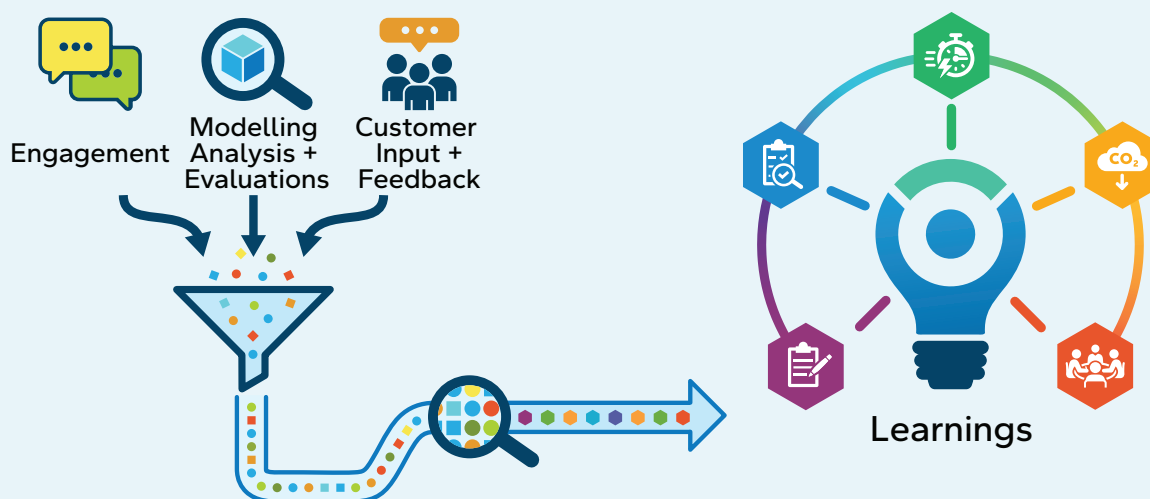 Engagement
Modelling
Analysis +
Evaluations
Customer
Input +
Feedback
CO₂
Learnings